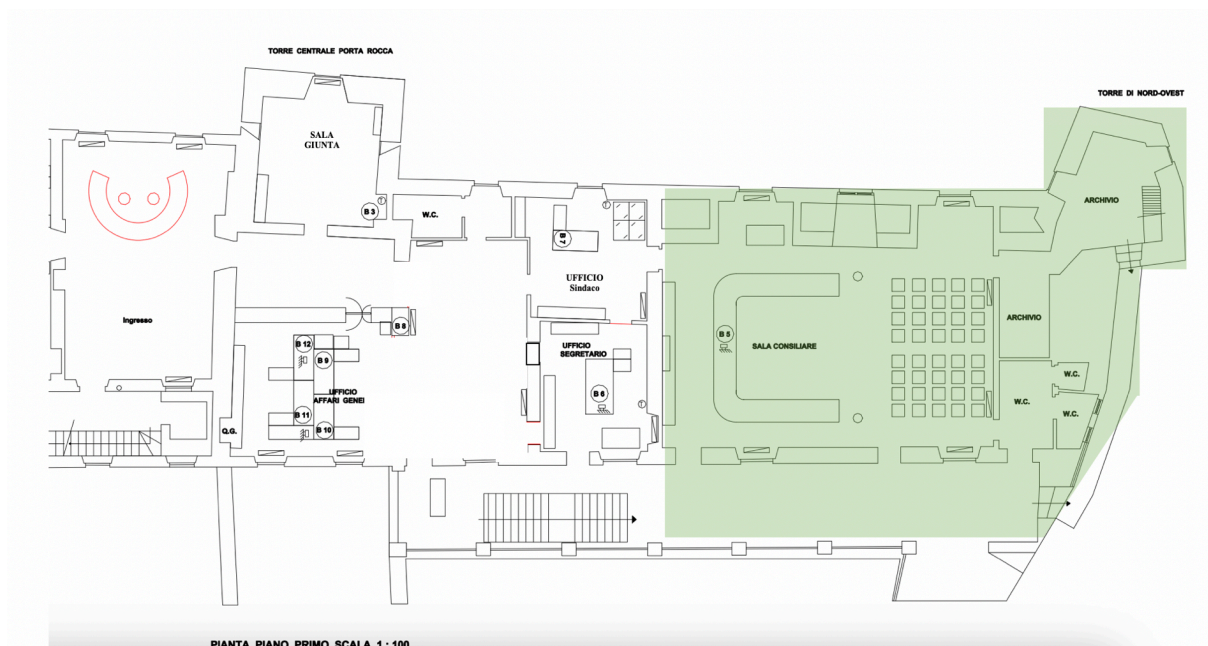 TORRE CENTRALE PORTA ROCCA
TORRE DI NORD-OVEST
SALA
GIUNTA
B 3
W.C.
B 7
UFFICIO
Sindaco
ARCHIVIO
Ingresso
B 8
B 12
B 9
UFFICIO
AFFARI GENEI
B 11
B 10
Q.G.
UFFICIO
SEGRETARIO
B 6
B 5
SALA CONSILIARE
ARCHIVIO
W.C.
W.C.
W.C.
PIANTA PIANO PRIMO SCALA 1 : 100